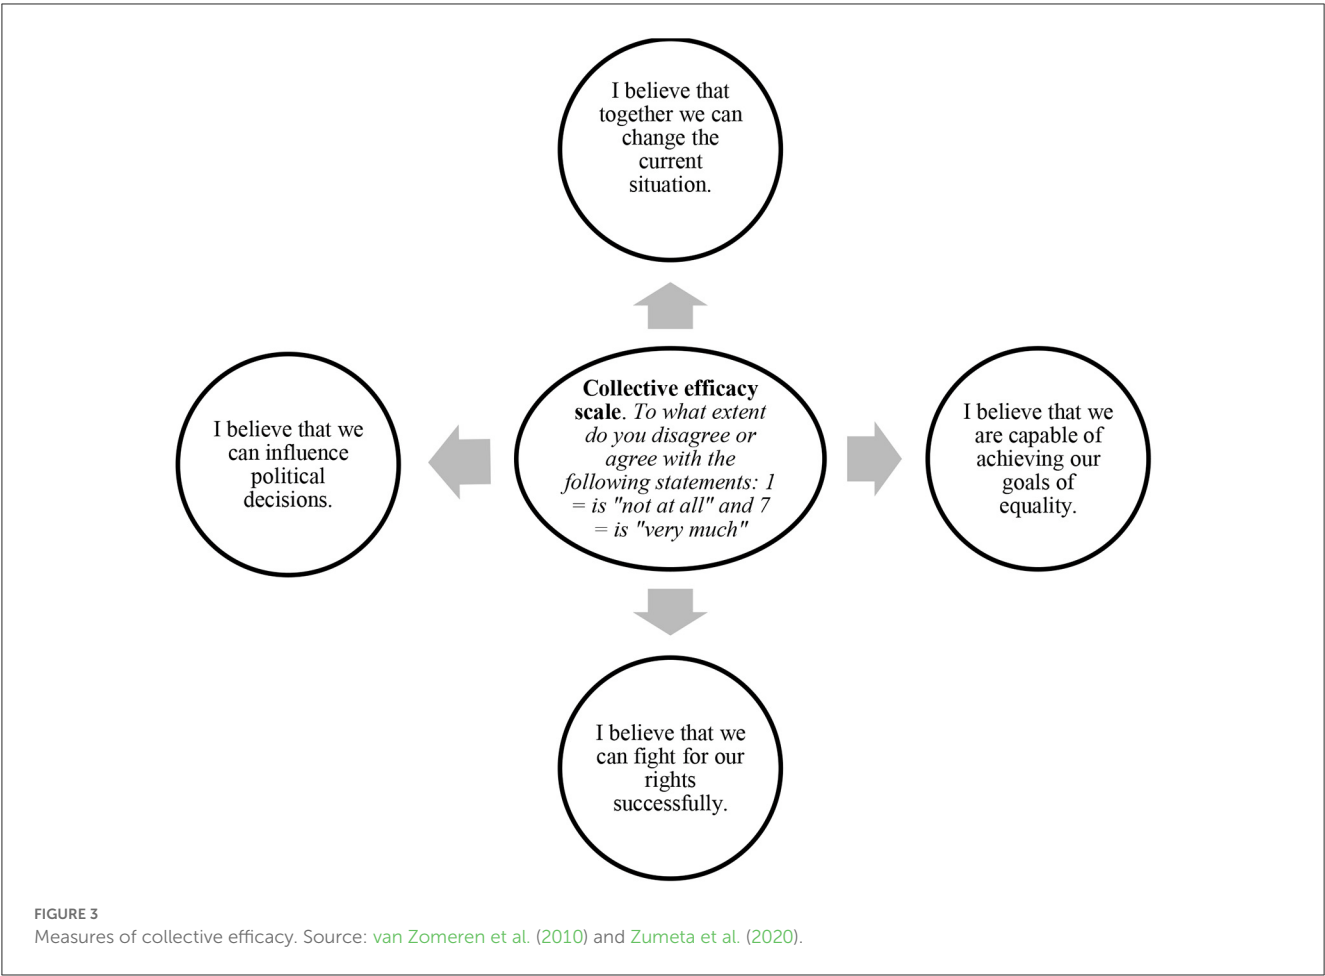 I believe that
together we can
change the
current
situation.
I believe that we
can influence
political
decisions.
Collective efficacy
scale. To what extent
do you disagree or
agree with the
following statements: 1
= is "not at all" and 7
= is "very much"
I believe that we
are capable of
achieving our
goals of
equality.
I believe that we
can fight for our
rights
successfully.
FIGURE 3
Measures of collective efficacy. Source: van Zomeren et al. (2010) and Zumeta et al. (2020).